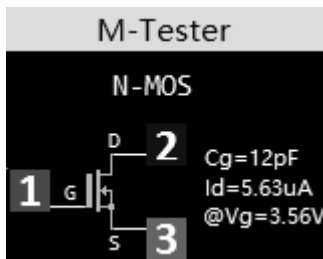 M-Tester
N-MOS
D 2
Cg=12pF
1 G
Id=5.63uA
@Vg=3.56V
S 3